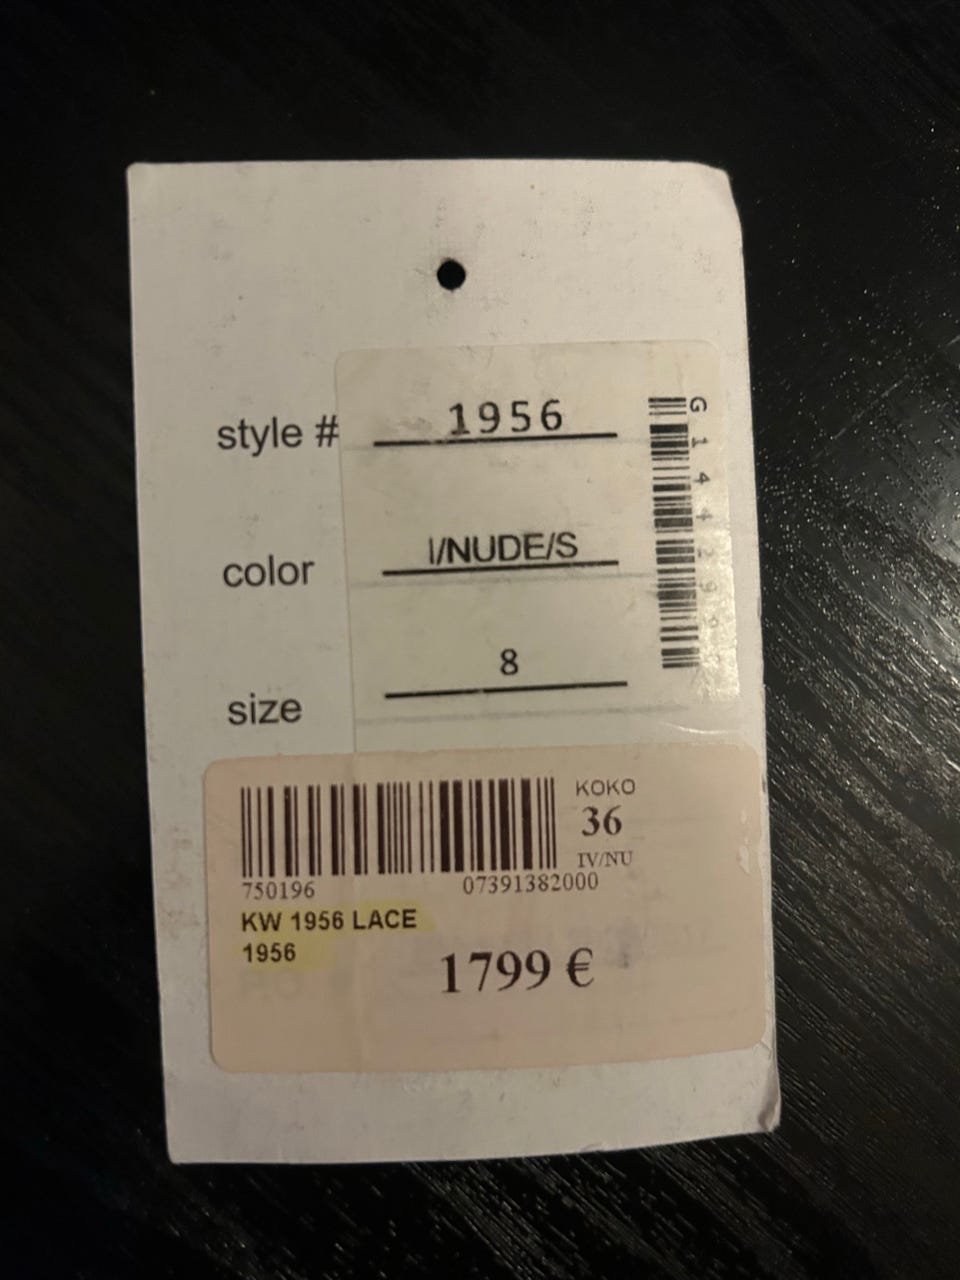 style # 1956
color I/NUDE/S
size 8
KOKO
36
IV/NU
750196 07391382000
KW 1956 LACE
1956
1799 €